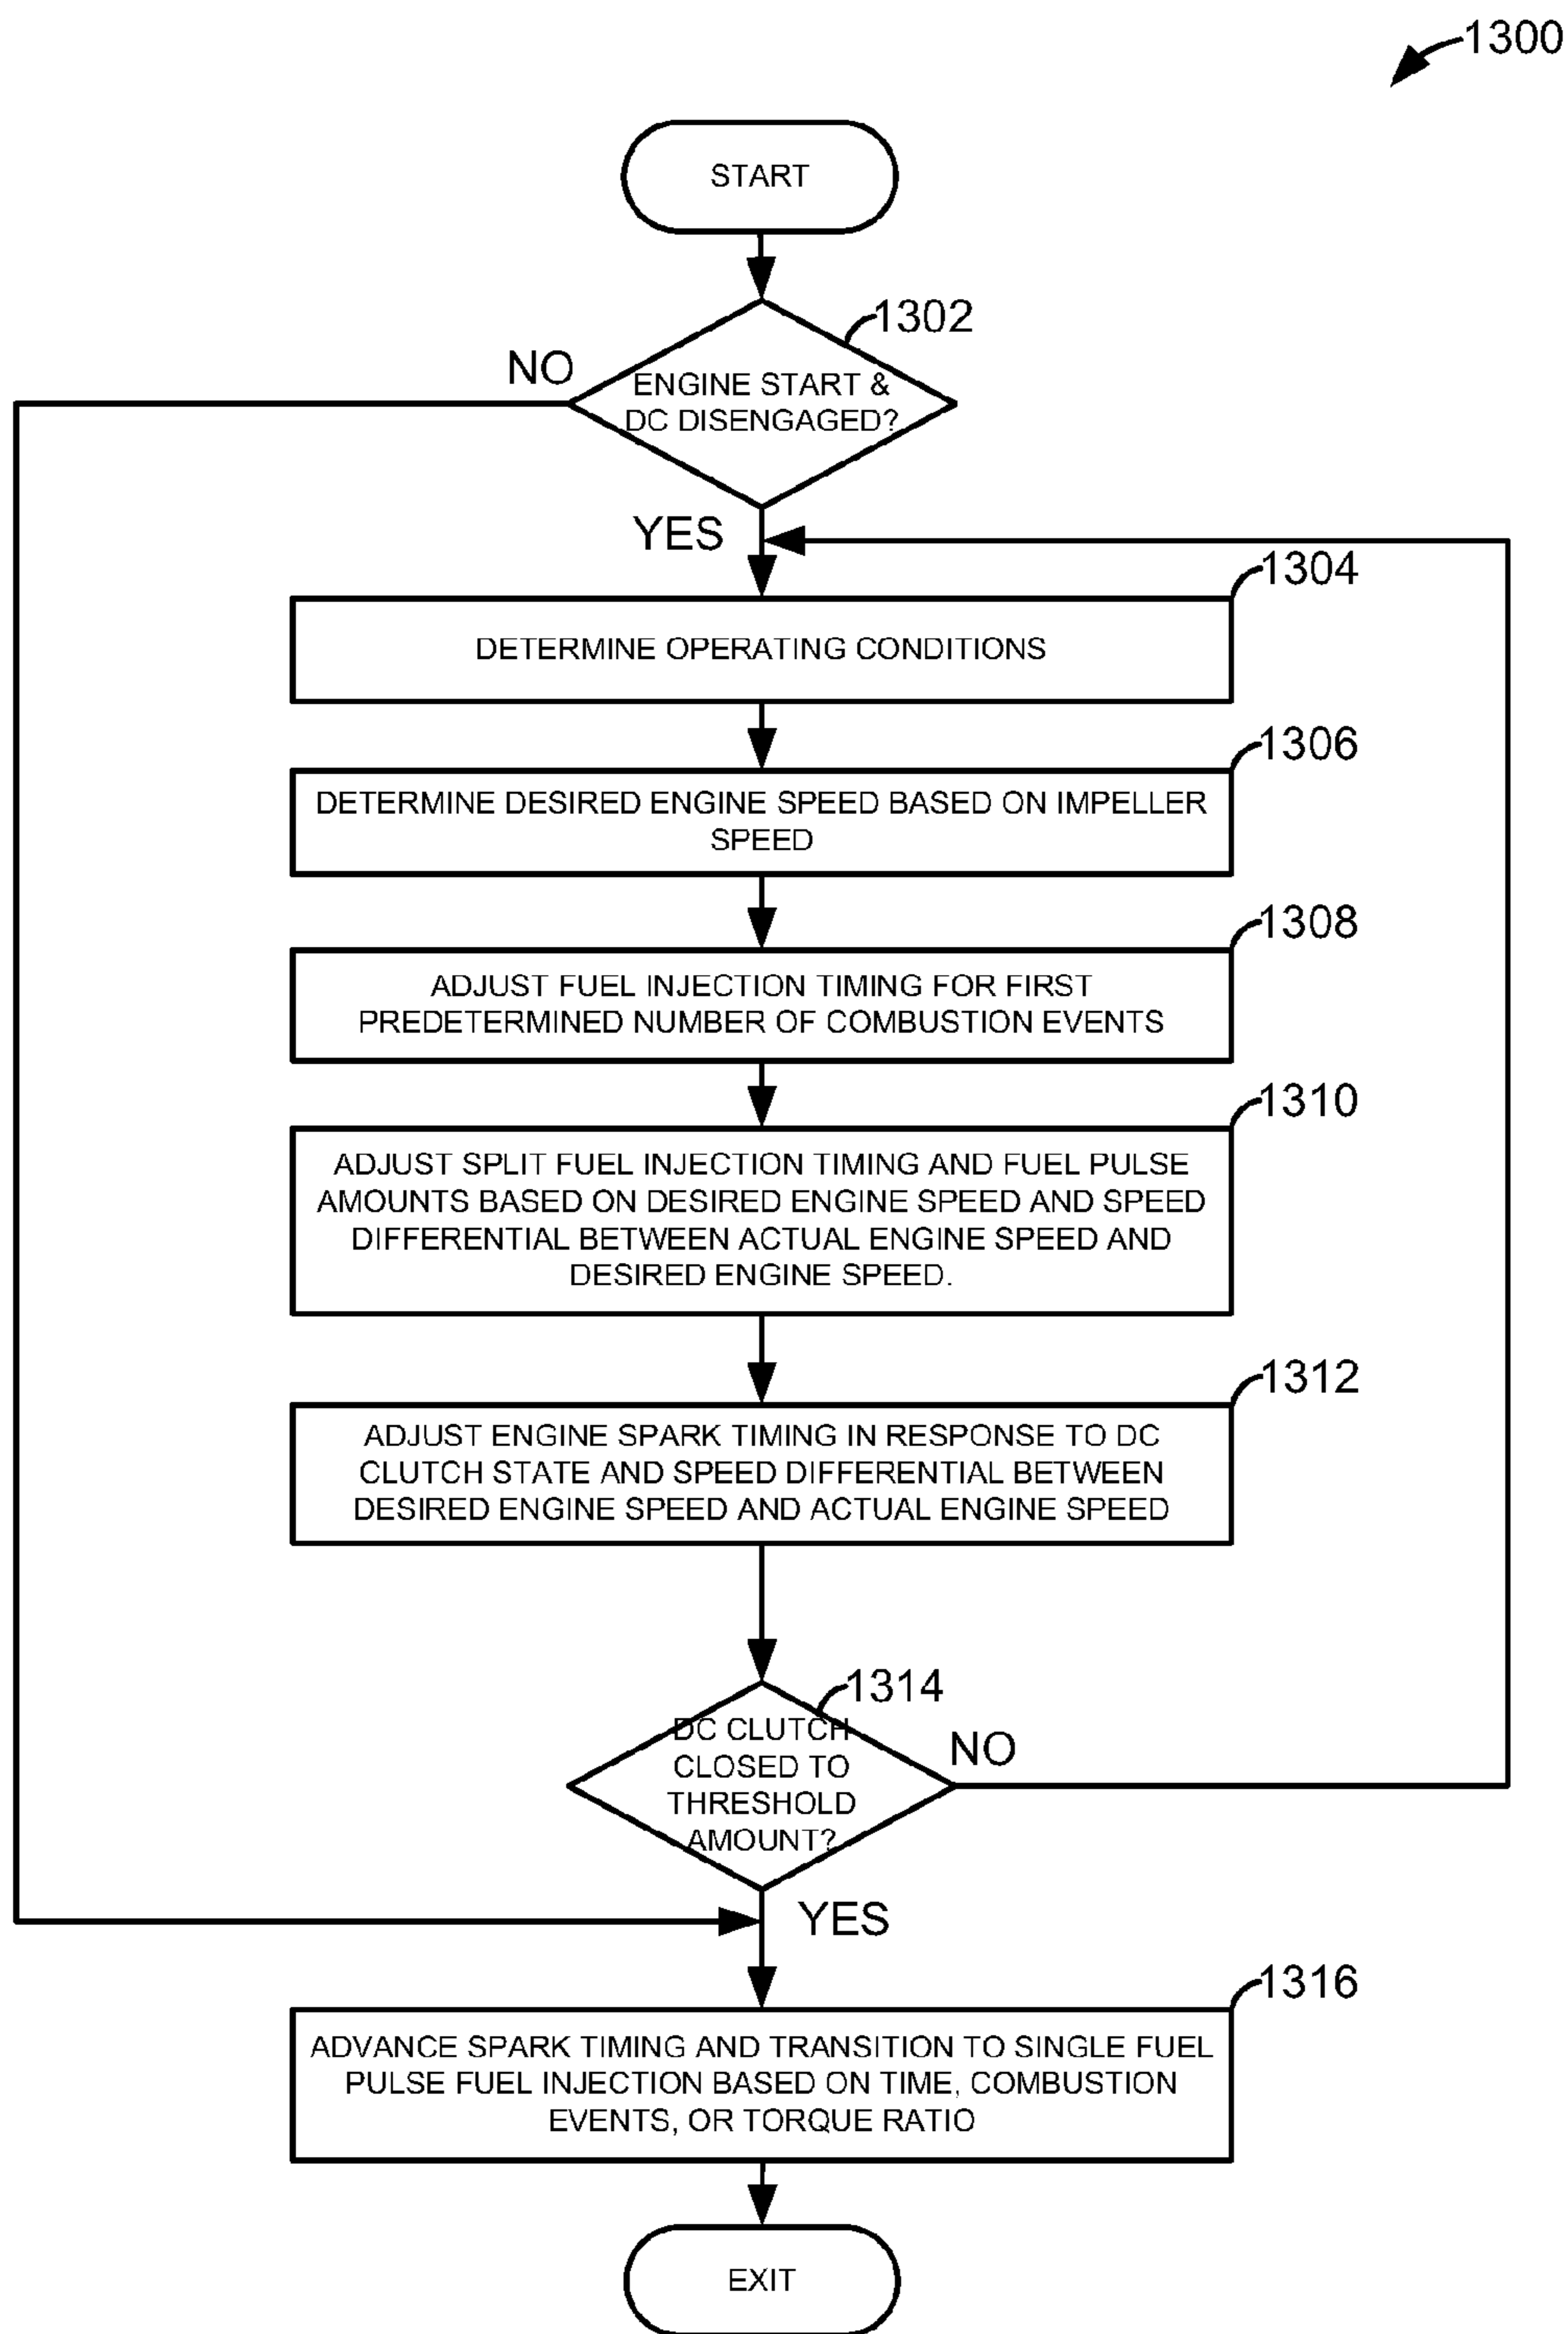 1300
START
1302
NO
ENGINE START &
DC DISENGAGED?
YES
1304
DETERMINE OPERATING CONDITIONS
1306
DETERMINE DESIRED ENGINE SPEED BASED ON IMPELLER
SPEED
1308
ADJUST FUEL INJECTION TIMING FOR FIRST
PREDETERMINED NUMBER OF COMBUSTION EVENTS
1310
ADJUST SPLIT FUEL INJECTION TIMING AND FUEL PULSE
AMOUNTS BASED ON DESIRED ENGINE SPEED AND SPEED
DIFFERENTIAL BETWEEN ACTUAL ENGINE SPEED AND
DESIRED ENGINE SPEED.
1312
ADJUST ENGINE SPARK TIMING IN RESPONSE TO DC
CLUTCH STATE AND SPEED DIFFERENTIAL BETWEEN
DESIRED ENGINE SPEED AND ACTUAL ENGINE SPEED
1314
DC CLUTCH
CLOSED TO
THRESHOLD
AMOUNT?
NO
YES
1316
ADVANCE SPARK TIMING AND TRANSITION TO SINGLE FUEL
PULSE FUEL INJECTION BASED ON TIME, COMBUSTION
EVENTS, OR TORQUE RATIO
EXIT